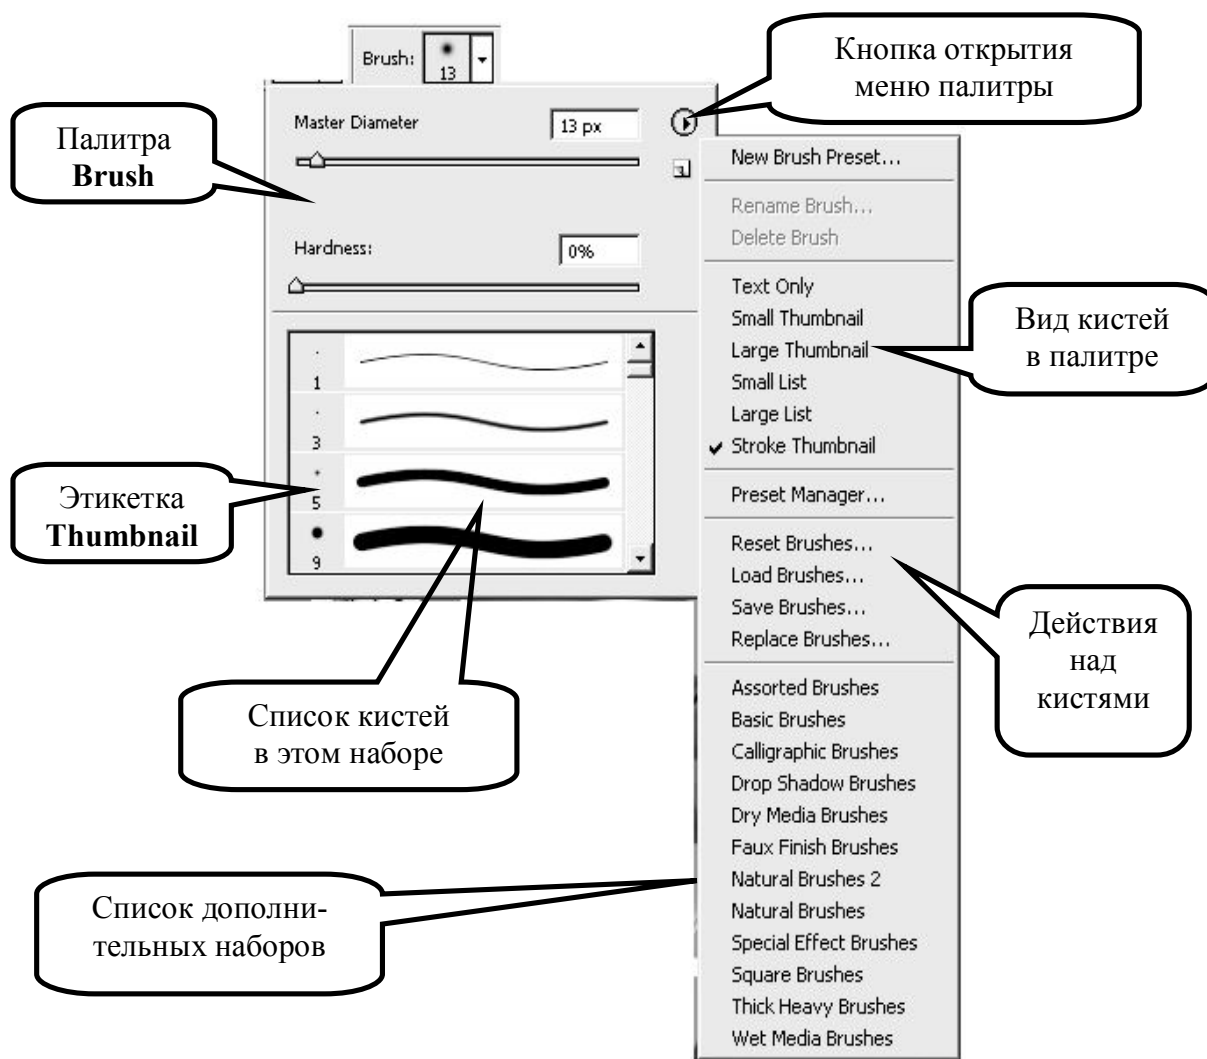 Brush:
13
Кнопка открытия
меню палитры
Палитра
Brush
Master Diameter
13 px
Hardness:
0%
1
3
5
9
Этикетка
Thumbnail
Список кистей
в этом наборе
New Brush Preset...
Rename Brush...
Delete Brush
Text Only
Small Thumbnail
Large Thumbnail
Small List
Large List
Stroke Thumbnail
Preset Manager...
Reset Brushes...
Load Brushes...
Save Brushes...
Replace Brushes...
Assorted Brushes
Basic Brushes
Calligraphic Brushes
Drop Shadow Brushes
Dry Media Brushes
Faux Finish Brushes
Natural Brushes 2
Natural Brushes
Special Effect Brushes
Square Brushes
Thick Heavy Brushes
Wet Media Brushes
Вид кистей
в палитре
Действия
над
кистями
Список дополни-
тельных наборов